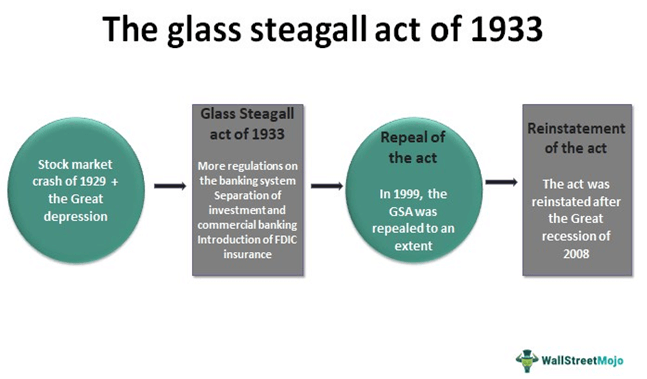 The glass steagall act of 1933
Stock market
crash of 1929 +
the Great
depression
Glass Steagall
act of 1933
More regulations on
the banking system
Separation of
investment and
commercial banking
Introduction of FDIC
insurance
Repeal of
the act
In 1999, the
GSA was
repealed to an
extent
Reinstatement
of the act
The act was
reinstated after
the Great
recession of
2008
WallStreetMojo